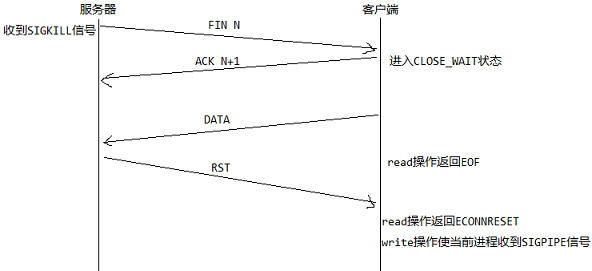 服务器
客户端
收到SIGKILL信号
FIN N
ACK N+1
进入CLOSE_WAIT状态
DATA
read操作返回EOF
RST
read操作返回ECONNRESET
write操作使当前进程收到SIGPIPE信号